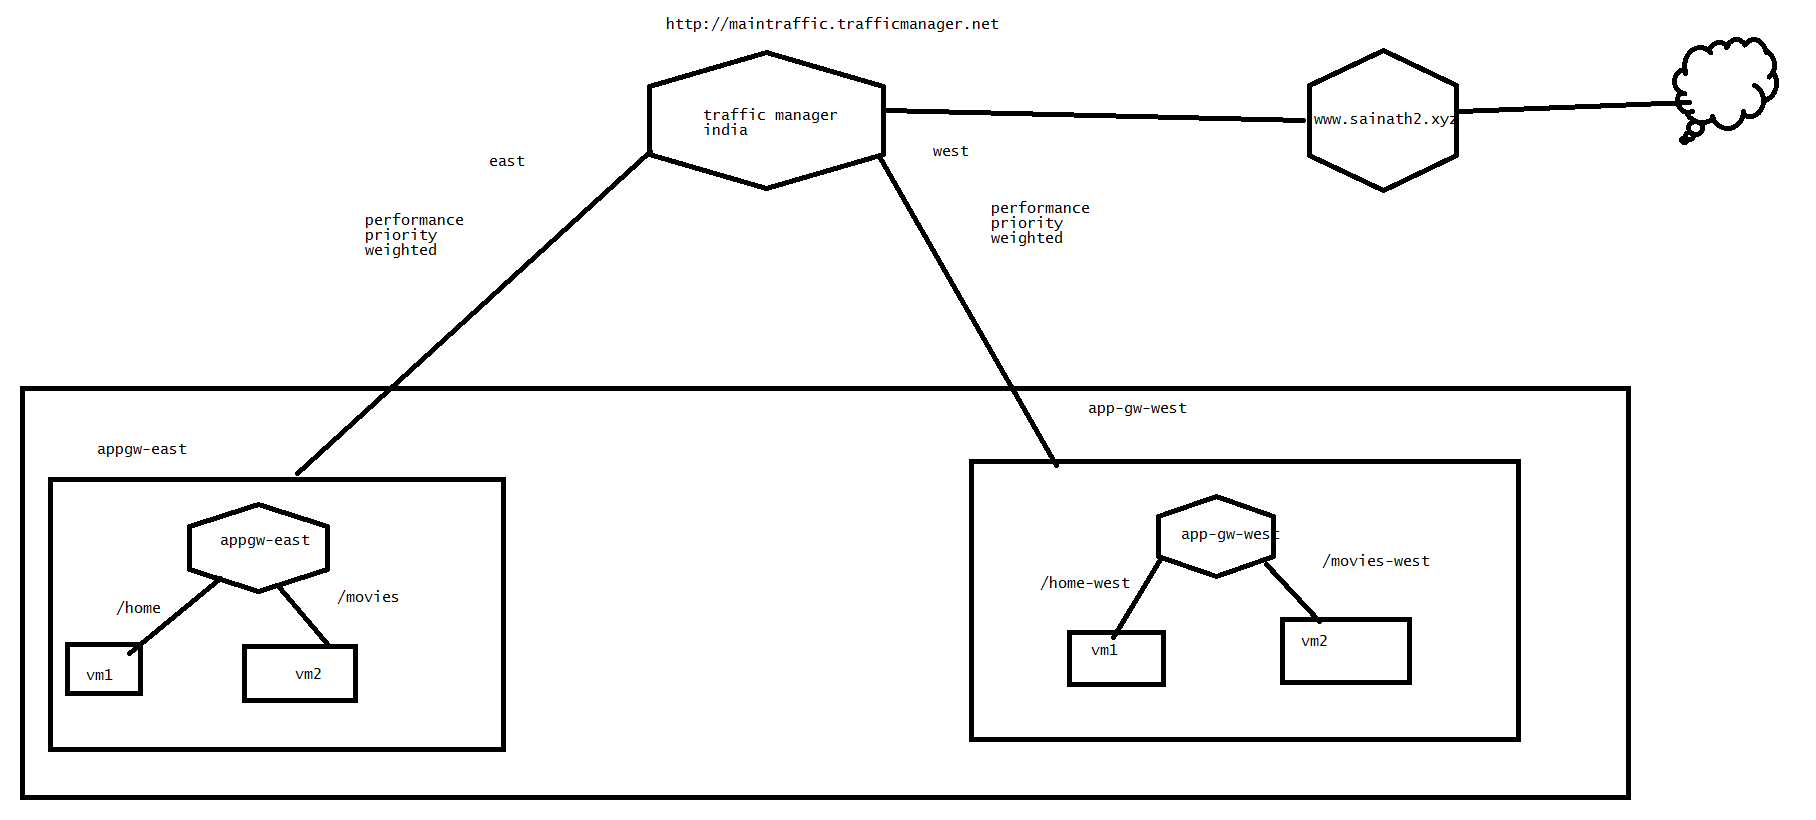 http://maintraffic.trafficmanager.net
traffic manager
india
www.sainath2.xyz
east
west
performance
priority
weighted
performance
priority
weighted
app-gw-west
appgw-east
appgw-east
app-gw-west
/home
/movies
/home-west
/movies-west
vm1
vm2
vm1
vm2